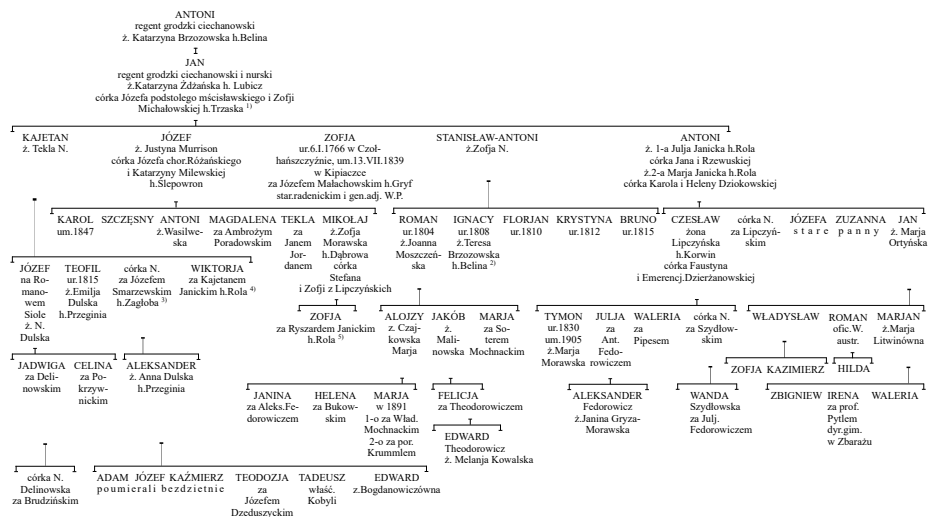 ANTONI
regent grodzki ciechanowski
ż. Katarzyna Brzozowska h.Belina
JAN
regent grodzki ciechanowski i nurski
ż.Katarzyna Żdżańska h. Lubicz
córka Józefa podstolego mścisławskiego i Zofji
Michałowskiej h.Trzaska 1)
KAJETAN
ż. Tekla N.
JÓZEF
ż. Justyna Murrison
córka Józefa chor.Różańskiego
i Katarzyny Milewskiej
h.Ślepowron
ZOFJA
ur.6.I.1766 w Czoł-
hańszczyźnie, um.13.VII.1839
w Kipiaczce
za Józefem Małachowskim h.Gryf
star.radenickim i gen.adj. W.P.
STANISŁAW-ANTONI
ż.Zofja N.
ANTONI
ż. 1-a Julja Janicka h.Rola
córka Jana i Rzewuskiej
ż.2-a Marja Janicka h.Rola
córka Karola i Heleny Dziokowskiej
KAROL
um.1847
SZCZĘSNY
ANTONI
ż.Wasilwe-
ska
MAGDALENA
za Ambrożym
Poradowskim
TEKLA
za
Janem
Jor-
danem
MIKOŁAJ
ż.Zofja
Morawska
h.Dąbrowa
córka
Stefana
i Zofji z Lipczyńskich
ROMAN
ur.1804
ż.Joanna
Moszczeń-
ska
IGNACY
ur.1808
ż.Teresa
Brzozowska
h.Belina 2)
FLORJAN
ur.1810
KRYSTYNA
ur.1812
BRUNO
ur.1815
CZESŁAW
żona
Lipczyńska
h.Korwin
córka Faustyna
i Emerencj.Dzierżanowskiej
córka N.
za Lipczyń-
skim
JÓZEFA ZUZANNA
stare panny
JAN
ż. Marja
Ortyńska
JÓZEF
na Ro-
manо-
wem
Siole
ż. N.
Dulska
TEOFIL
ur.1815
ż.Emilja
Dulska
h.Przeginia
córka N.
za Józefem
Smarzewskim
h.Zagłoba 3)
WIKTORJA
za Kajetanem
Janickim h.Rola 4)
ZOFJA
za Ryszardem Janickim
h.Rola 5)
ALOJZY
z. Czaj-
kowska
Marja
JAKÓB
ż.
Mali-
nowska
MARJA
za So-
terem
Mochnackim
TYMON
ur.1830
um.1905
ż.Marja
Morawska
JULJA
za
Ant.
Fedo-
rowiczem
WALERIA
za
Pipesem
córka N.
za Szydłow-
skim
WŁADYSŁAW
ROMAN
ofic.W.
austr.
MARJAN
ż.Marja
Litwinówna
JADWIGA
za Deli-
nowskim
CELINA
za Po-
krzyw-
nickim
ALEKSANDER
ż. Anna Dulska
h.Przeginia
ZOFJA KAZIMIERZ
HILDA
JANINA
za Aleks.Fe-
dorowiczem
HELENA
za Bukow-
skim
MARJA
w 1891
1-o za Wład.
Mochnackim
2-o za por.
Krummlem
FELICJA
za Theodorowiczem
ALEKSANDER
Fedorowicz
ż.Janina Gryza-
Morawska
WANDA
Szydłowska
za Julj.
Fedorowiczem
ZBIGNIEW
IRENA
za prof.
Pytlem
dyr.gim.
w Zbarażu
WALERIA
EDWARD
Theodorowicz
ż. Melanja Kowalska
córka N.
Delinowska
za Brudzińskim
ADAM JÓZEF KAŹMIERZ
poumierali bezdzietnie
TEODOZJA
za
Józefem
Dzeduszyckim
TADEUSZ
właść.
Kobyli
EDWARD
z.Bogdanowiczówna